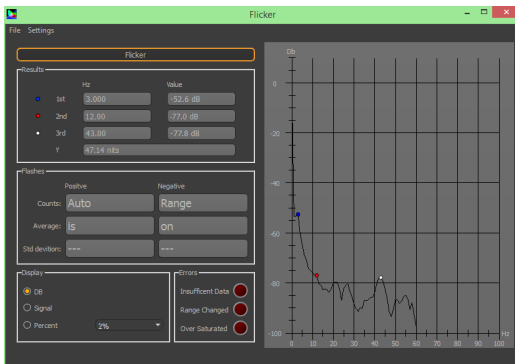 Flicker
File Settings
Flicker
Results
Hz Value
1st 3.000 -52.6 dB
2nd 12.00 -77.0 dB
3rd 43.00 -77.8 dB
Y 47.14 nits
Flashes
Positve Negative
Counts: Auto Range
Average: is on
Std devition: --- ---
Display
DB
Signal
Percent 2%
Errors
Insufficent Data
Range Changed
Over Saturated
Db
0
-20
-40
-60
-80
-100
0 10 20 30 40 50 60 70 80 90 100
Hz